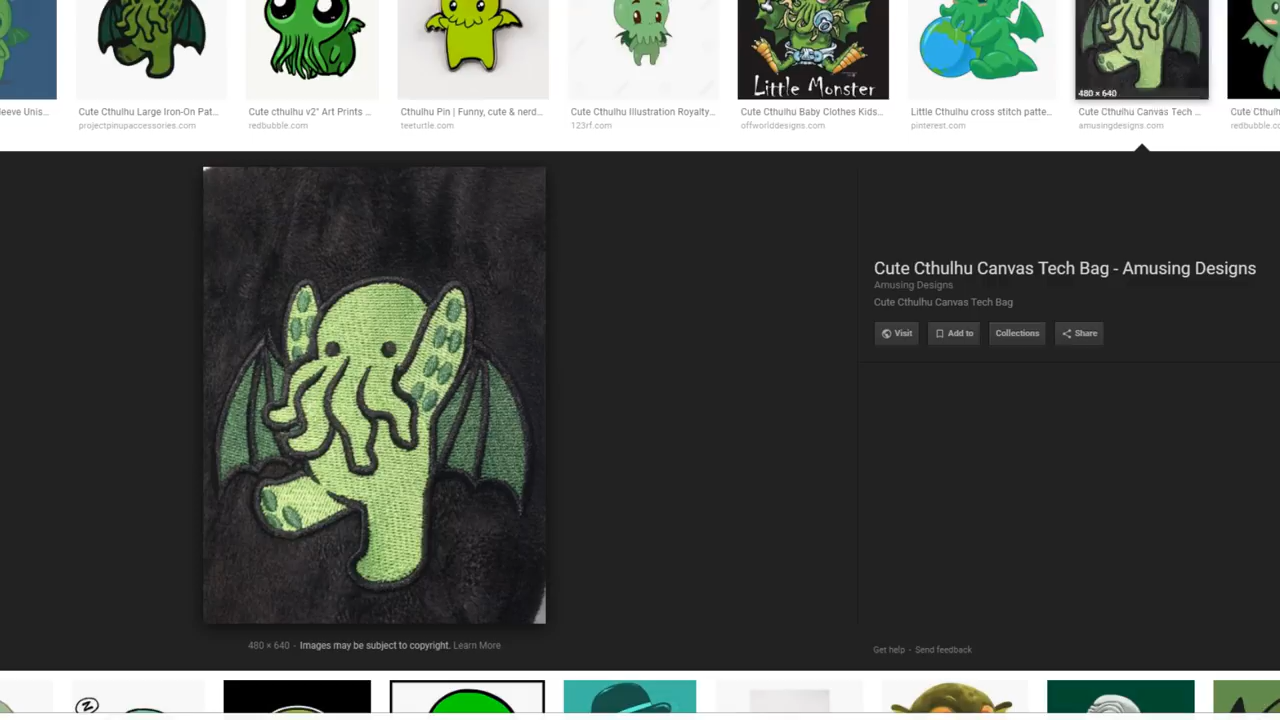 Little Monster
480 × 640
eeve Unis...
Cute Cthulhu Large Iron-On Pat...
Cute cthulhu v2" Art Prints ...
Cthulhu Pin | Funny, cute & nerd...
Cute Cthulhu Illustration Royalty...
Cute Cthulhu Baby Clothes Kids...
Little Cthulhu cross stitch patte...
Cute Cthulhu Canvas Tech ...
Cute Cth
projectpinupaccessories.com
redbubble.com
teeturtle.com
123rf.com
offworlddesigns.com
pinterest.com
amusingdesigns.com
redbubble.c
Cute Cthulhu Canvas Tech Bag - Amusing Designs
Amusing Designs
Cute Cthulhu Canvas Tech Bag
Visit
Add to
Collections
Share
480 × 640 - Images may be subject to copyright. Learn More
Get help - Send feedback
Z